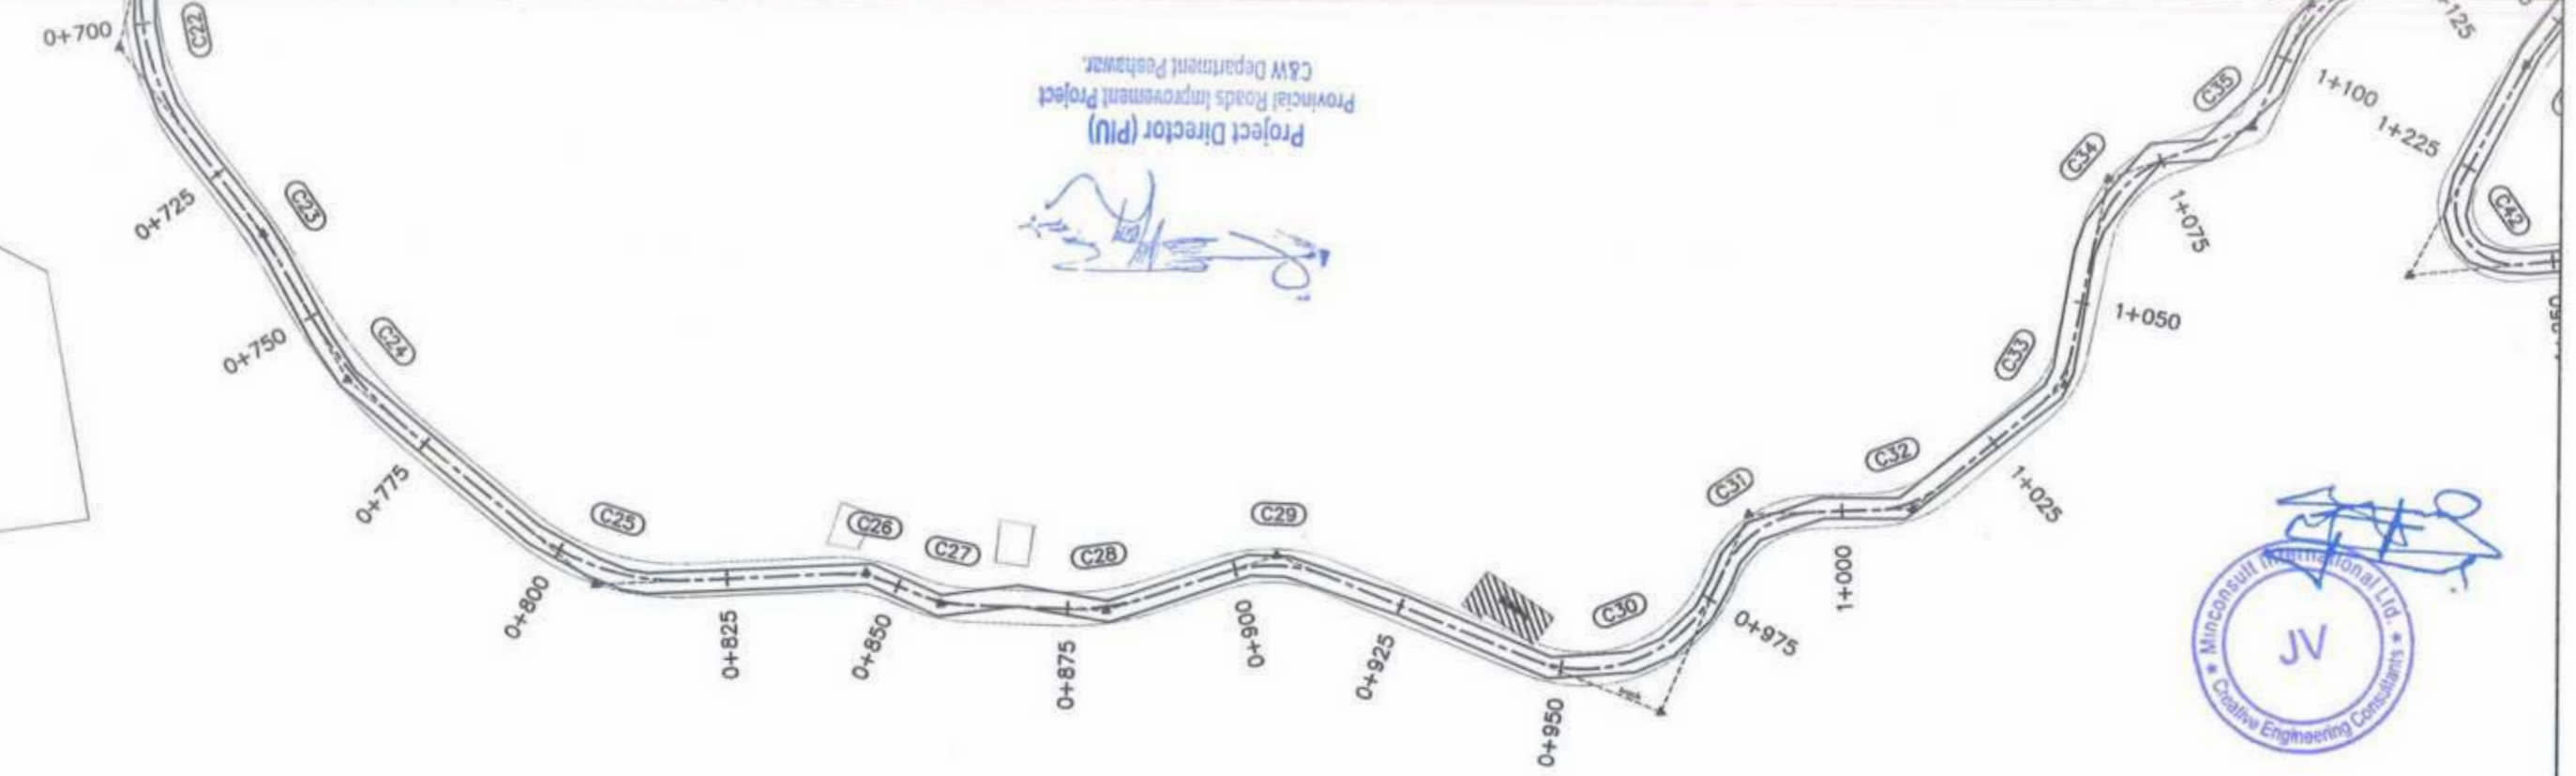 0+700
C22
0+725
C23
0+750
C24
0+775
C25
0+800
0+825
C26
0+850
C27
0+875
C28
0+900
C29
0+925
0+950
C30
0+975
C31
1+000
C32
1+025
C33
1+050
C34
1+075
C35
1+100
1+225
C42
Project Director (PIU)
Provincial Roads Improvement Project
C&W Department Peshawar.
Minconsult International Ltd.
JV
Creative Engineering Consultants